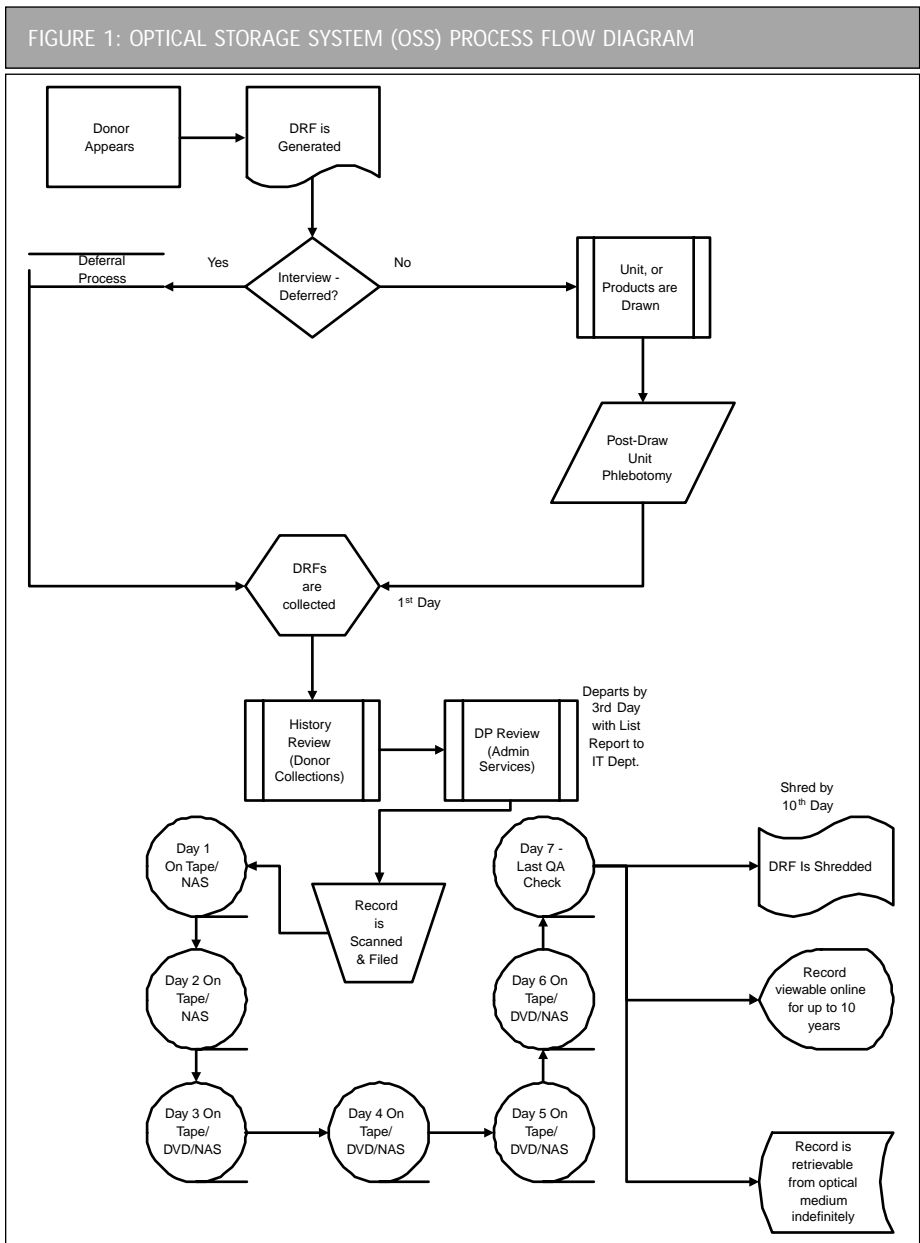 FIGURE 1: OPTICAL STORAGE SYSTEM (OSS) PROCESS FLOW DIAGRAM
Donor
Appears
DRF is
Generated
Deferral
Process
Yes
Interview -
Deferred?
No
Unit, or
Products are
Drawn
Post-Draw
Unit
Phlebotomy
DRFs
are
collected
1st Day
History
Review
(Donor
Collections)
DP Review
(Admin
Services)
Departs by
3rd Day
with List
Report to
IT Dept.
Record
is
Scanned
& Filed
Day 1
On Tape/
NAS
Day 2 On
Tape/
NAS
Day 3 On
Tape/
DVD/NAS
Day 4 On
Tape/
DVD/NAS
Day 5 On
Tape/
DVD/NAS
Day 6 On
Tape/
DVD/NAS
Day 7 -
Last QA
Check
Shred by
10th Day
DRF Is Shredded
Record
viewable online
for up to 10
years
Record is
retrievable
from optical
medium
indefinitely